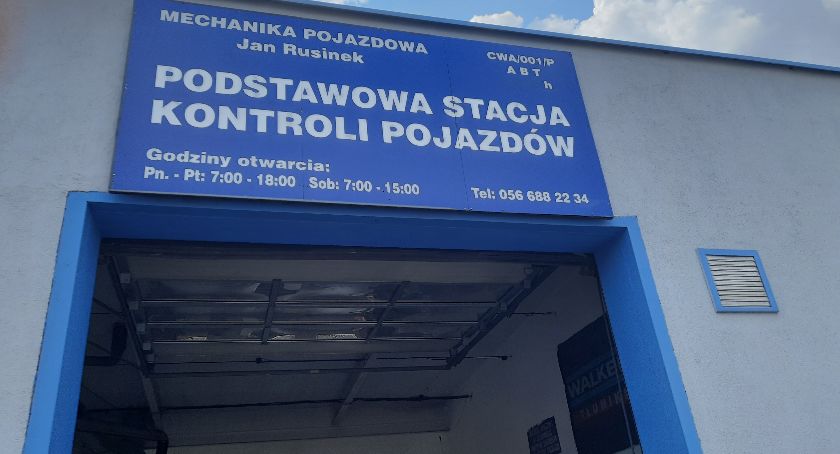 MECHANIKA POJAZDOWA
Jan Rusinek
CWA/001/P
A B T
h
PODSTAWOWA STACJA
KONTROLI POJAZDÓW
Godziny otwarcia:
Pn. - Pt: 7:00 - 18:00 Sob: 7:00 - 15:00
Tel: 056 688 22 34